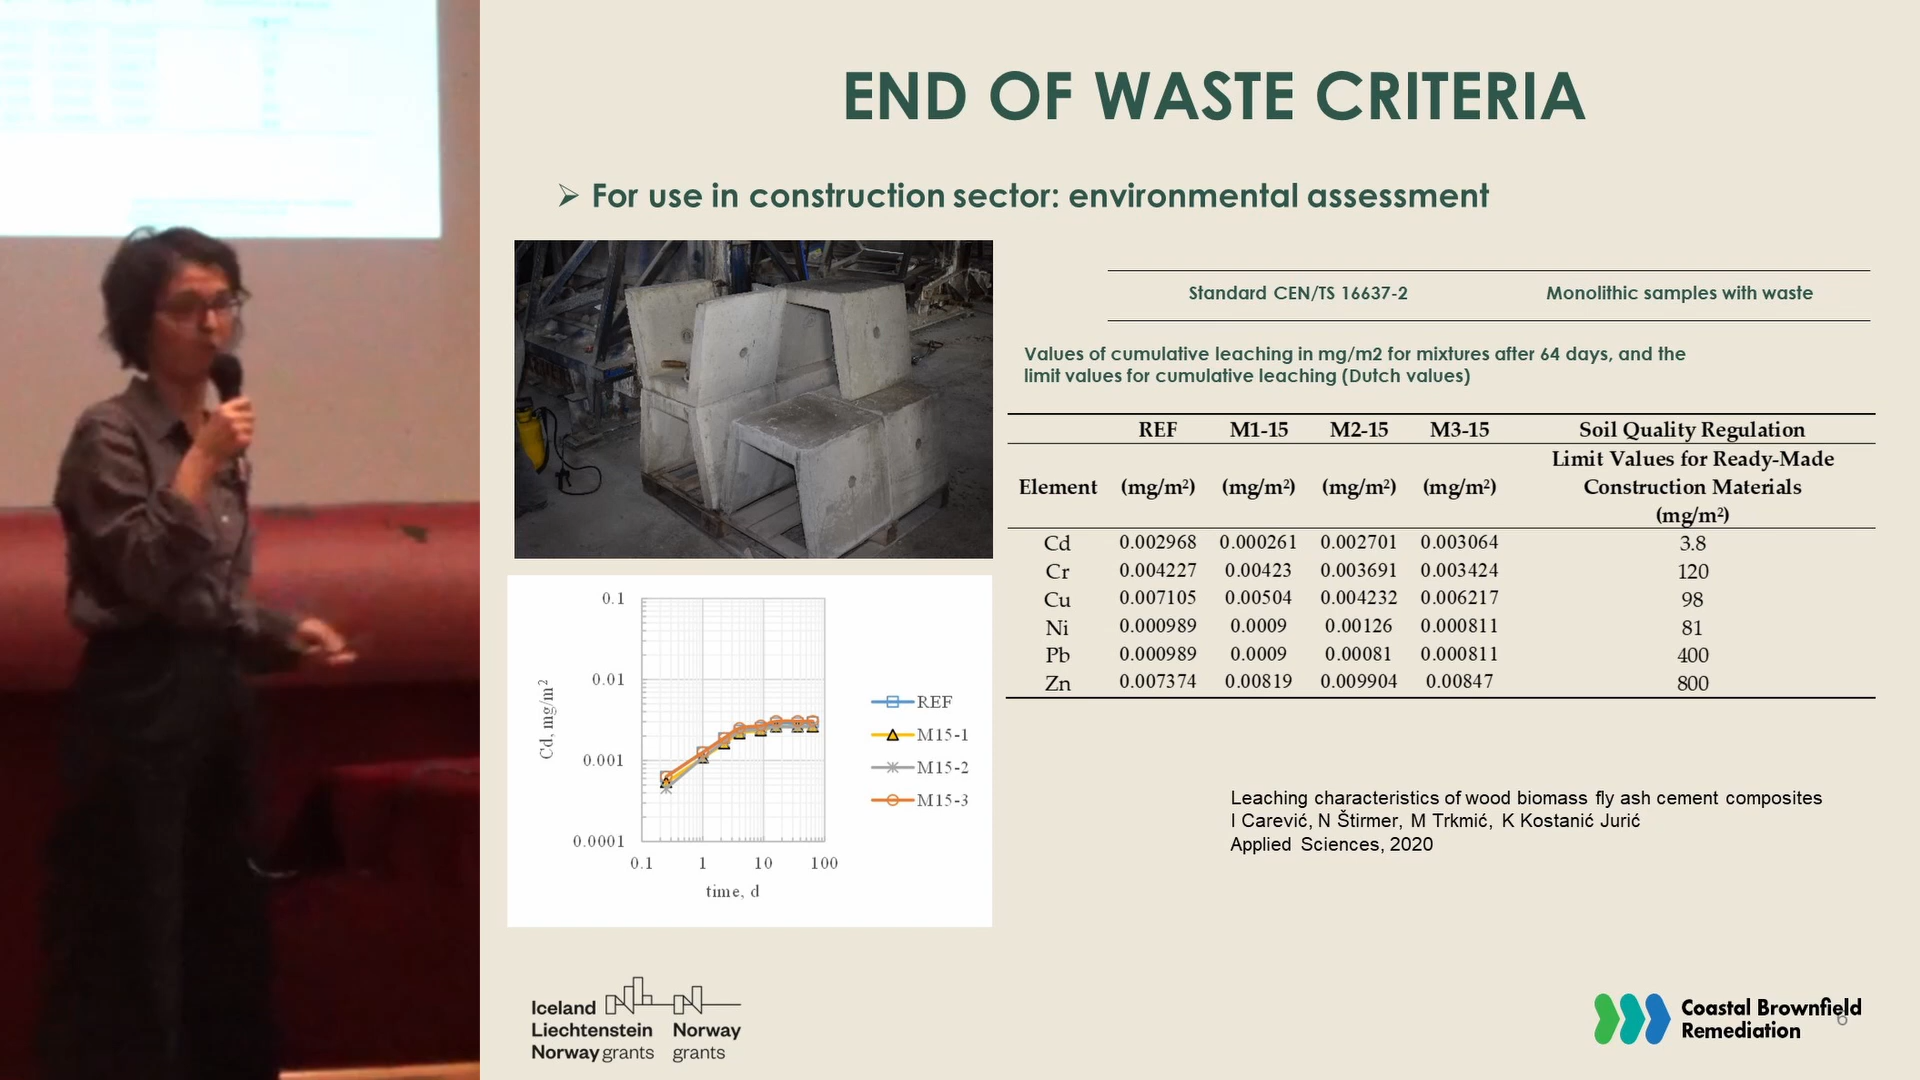 END OF WASTE CRITERIA
➢ For use in construction sector: environmental assessment
Standard CEN/TS 16637-2 Monolithic samples with waste
Values of cumulative leaching in mg/m2 for mixtures after 64 days, and the
limit values for cumulative leaching (Dutch values)
REF M1-15 M2-15 M3-15 Soil Quality Regulation
Element (mg/m²) (mg/m²) (mg/m²) (mg/m²) Limit Values for Ready-Made
Construction Materials
(mg/m²)
Cd 0.002968 0.000261 0.002701 0.003064 3.8
Cr 0.004227 0.00423 0.003691 0.003424 120
Cu 0.007105 0.00504 0.004232 0.006217 98
Ni 0.000989 0.0009 0.00126 0.000811 81
Pb 0.000989 0.0009 0.00081 0.000811 400
Zn 0.007374 0.00819 0.009904 0.00847 800
0.1
0.01
0.001
0.0001
Cd, mg/m²
0.1 1 10 100
time, d
REF
M15-1
M15-2
M15-3
Leaching characteristics of wood biomass fly ash cement composites
I Carević, N Štirmer, M Trkmić, K Kostanić Jurić
Applied Sciences, 2020
Iceland
Liechtenstein
Norway grants
Norway
grants
Coastal Brownfield
Remediation
6